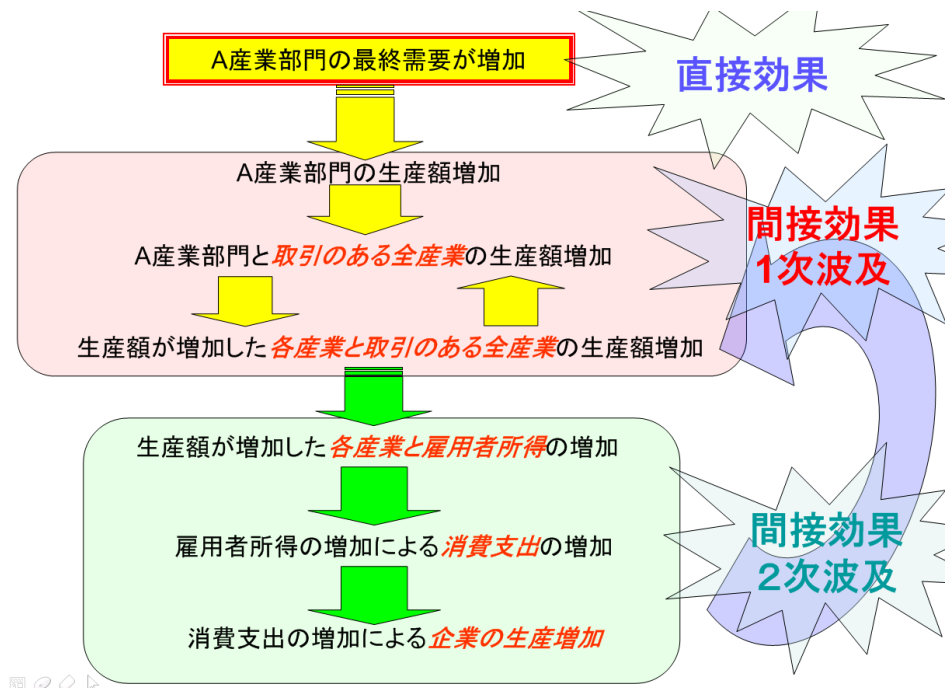 A産業部門の最終需要が増加
直接効果
A産業部門の生産額増加
間接効果
1次波及
A産業部門と取引のある全産業の生産額増加
生産額が増加した各産業と取引のある全産業の生産額増加
生産額が増加した各産業と雇用者所得の増加
間接効果
2次波及
雇用者所得の増加による消費支出の増加
消費支出の増加による企業の生産増加